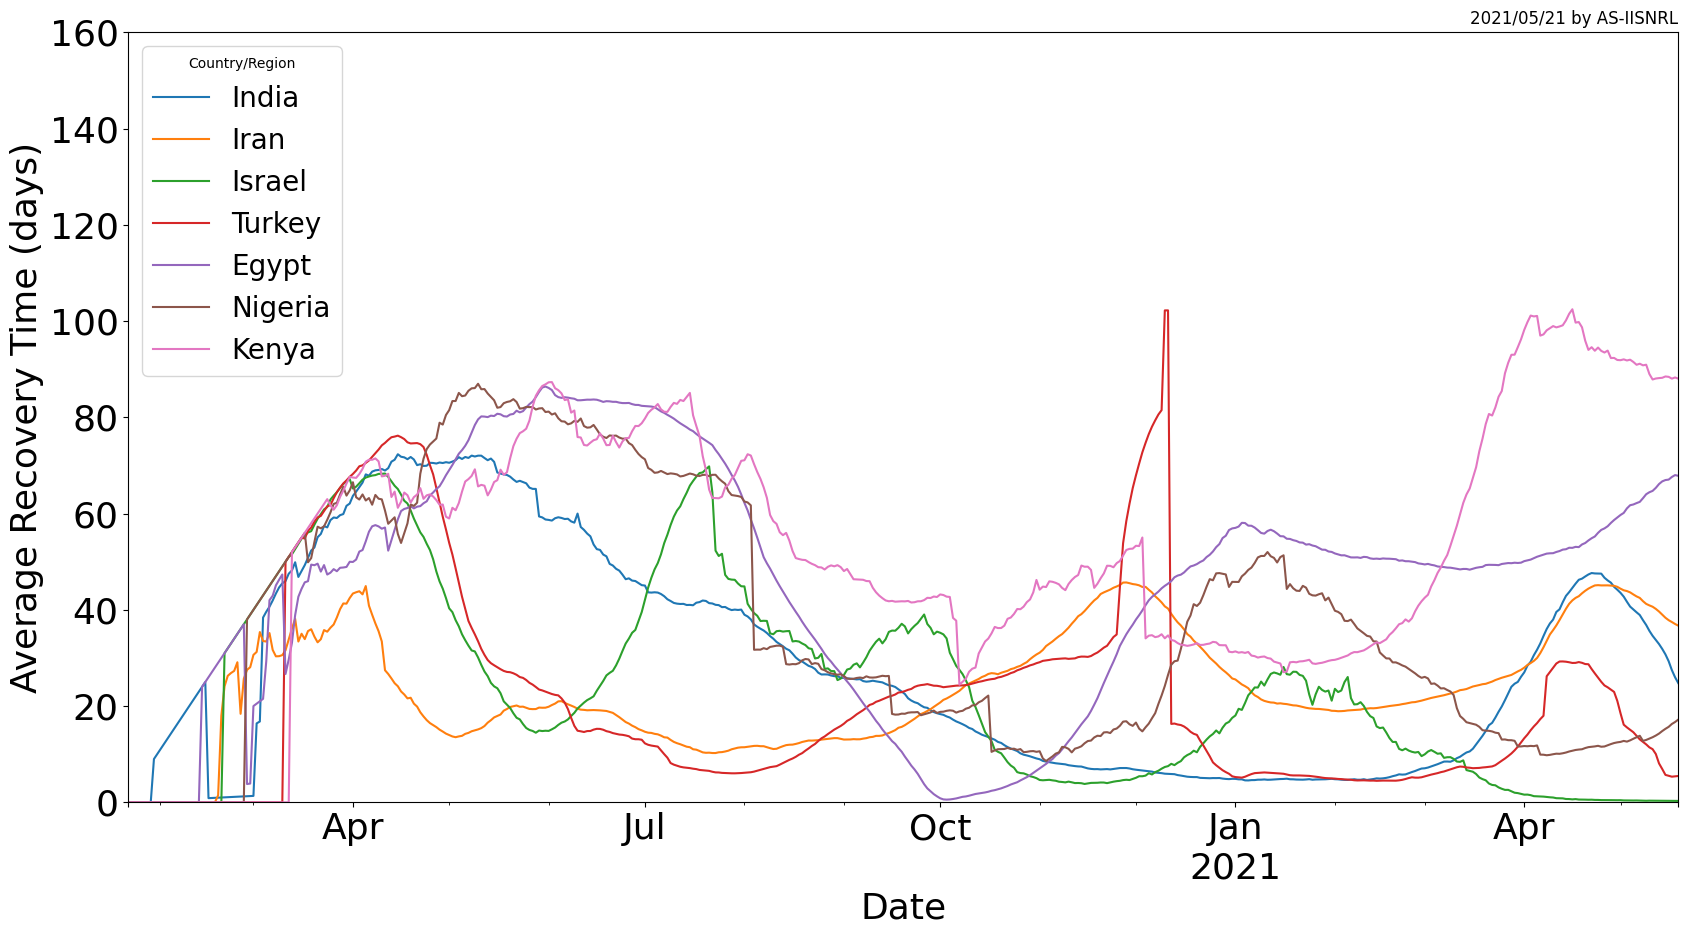 2021/05/21 by AS-IISNRL
160
140
120
100
80
60
40
20
0
Average Recovery Time (days)
Country/Region
India
Iran
Israel
Turkey
Egypt
Nigeria
Kenya
Apr
Jul
Oct
Jan
Apr
2021
Date